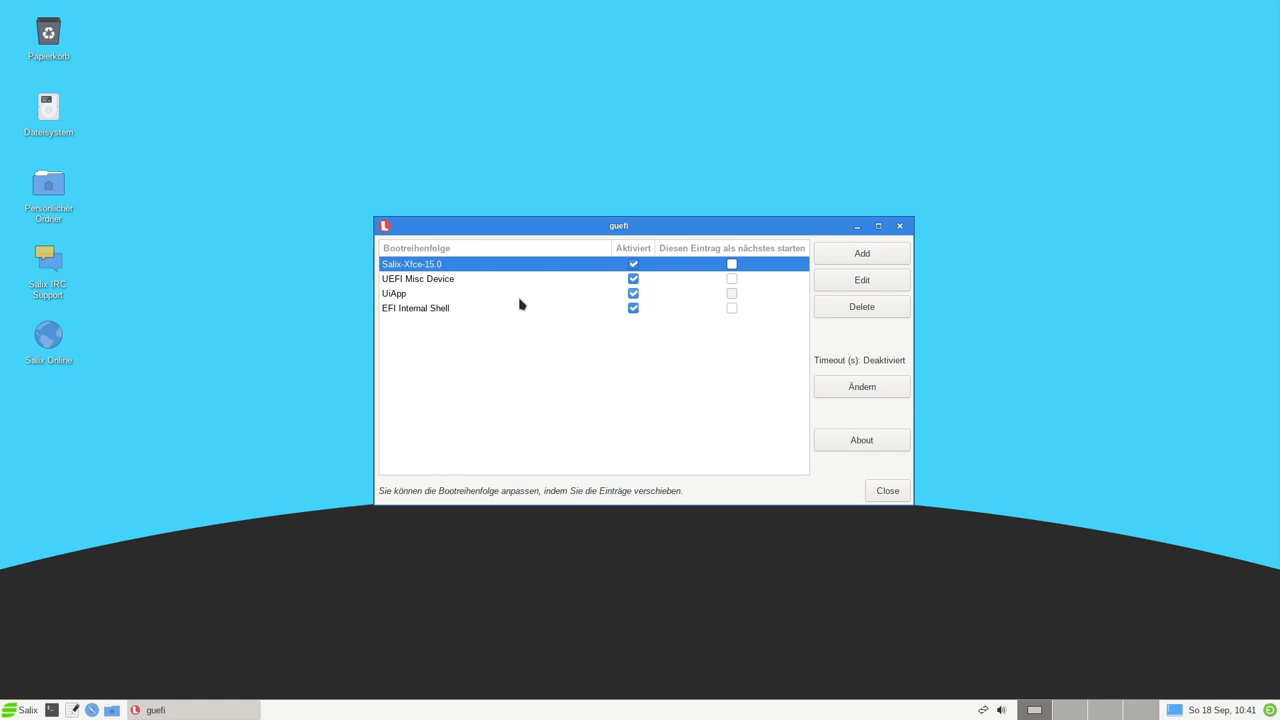 Papierkorb
Dateisystem
Persönlicher
Ordner
Salix IRC
Support
Salix Online
guefi
Bootreihenfolge Aktiviert Diesen Eintrag als nächstes starten
Salix-Xfce-15.0
UEFI Misc Device
UiApp
EFI Internal Shell
Add
Edit
Delete
Timeout (s): Deaktiviert
Ändern
About
Sie können die Bootreihenfolge anpassen, indem Sie die Einträge verschieben.
Close
Salix
guefi
So 18 Sep, 10:41